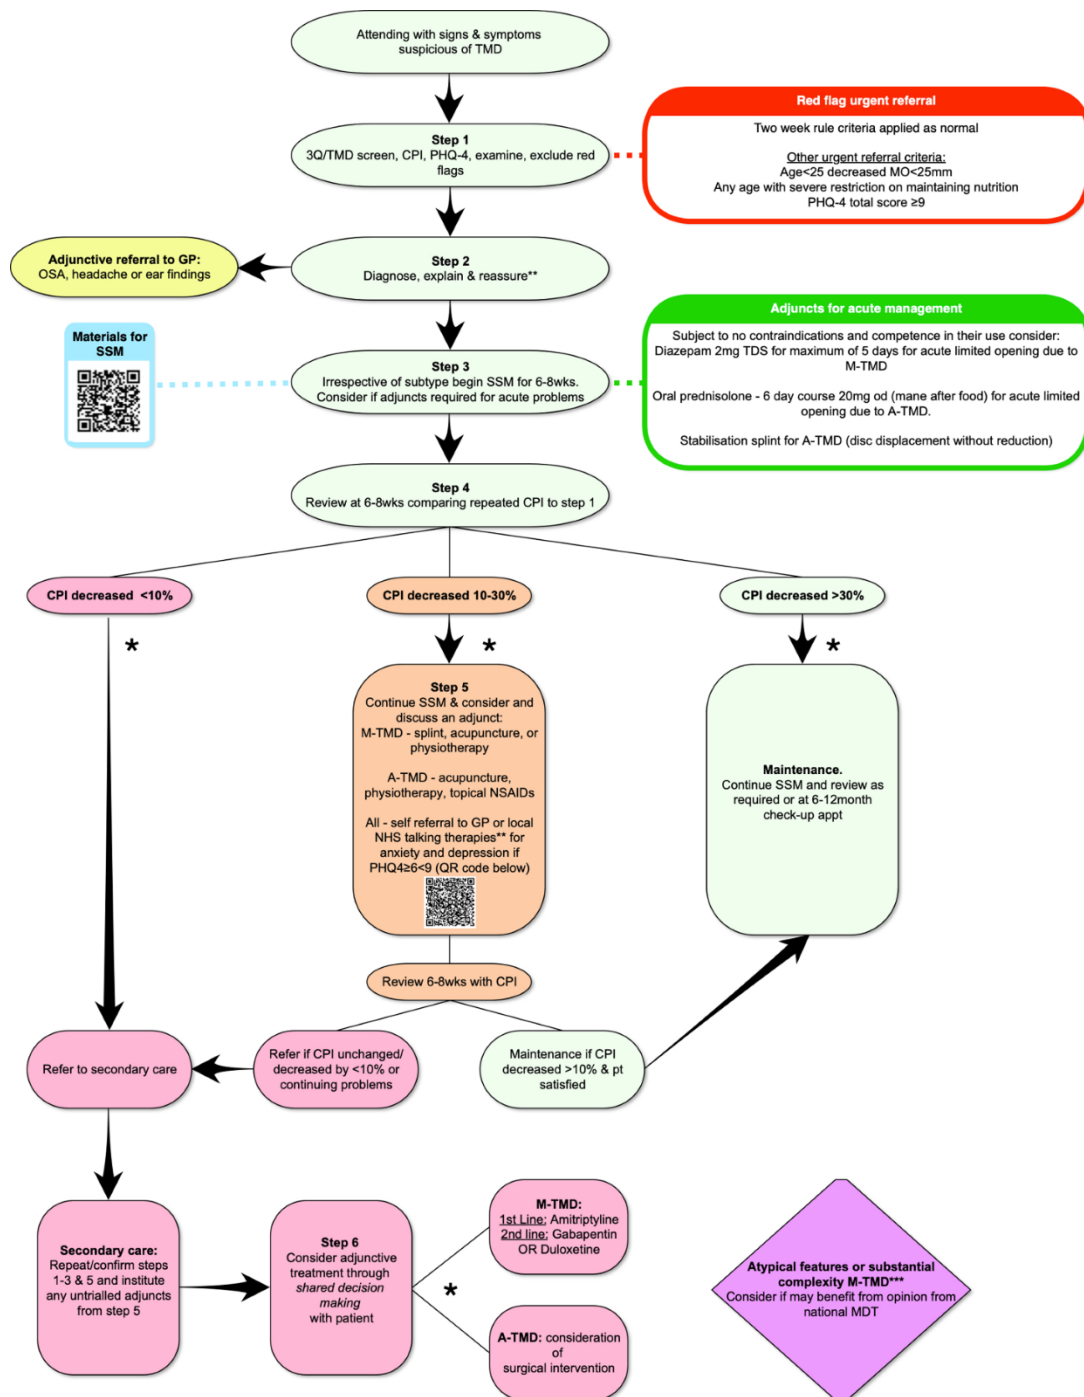 Attending with signs & symptoms
suspicious of TMD
Red flag urgent referral
Two week rule criteria applied as normal
Other urgent referral criteria:
Age<25 decreased MO<25mm
Any age with severe restriction on maintaining nutrition
PHQ-4 total score ≥9
Step 1
3Q/TMD screen, CPI, PHQ-4, examine, exclude red
flags
Adjunctive referral to GP:
OSA, headache or ear findings
Step 2
Diagnose, explain & reassure**
Materials for
SSM
Step 3
Irrespective of subtype begin SSM for 6-8wks.
Consider if adjuncts required for acute problems
Adjuncts for acute management
Subject to no contraindications and competence in their use consider:
Diazepam 2mg TDS for maximum of 5 days for acute limited opening due to
M-TMD
Oral prednisolone - 6 day course 20mg od (mane after food) for acute limited
opening due to A-TMD.
Stabilisation splint for A-TMD (disc displacement without reduction)
Step 4
Review at 6-8wks comparing repeated CPI to step 1
CPI decreased <10%
CPI decreased 10-30%
CPI decreased >30%
*
*
*
Step 5
Continue SSM & consider and
discuss an adjunct:
M-TMD - splint, acupuncture, or
physiotherapy
A-TMD - acupuncture,
physiotherapy, topical NSAIDs
All - self referral to GP or local
NHS talking therapies** for
anxiety and depression if
PHQ4≥6<9 (QR code below)
Maintenance.
Continue SSM and review as
required or at 6-12month
check-up appt
Review 6-8wks with CPI
Refer to secondary care
Refer if CPI unchanged/
decreased by <10% or
continuing problems
Maintenance if CPI
decreased >10% & pt
satisfied
Secondary care:
Repeat/confirm steps
1-3 & 5 and institute
any untrialled adjuncts
from step 5
Step 6
Consider adjunctive
treatment through
shared decision
making
with patient
*
M-TMD:
1st Line: Amitriptyline
2nd line: Gabapentin
OR Duloxetine
A-TMD: consideration
of
surgical intervention
Atypical features or substantial
complexity M-TMD***
Consider if may benefit from opinion from
national MDT